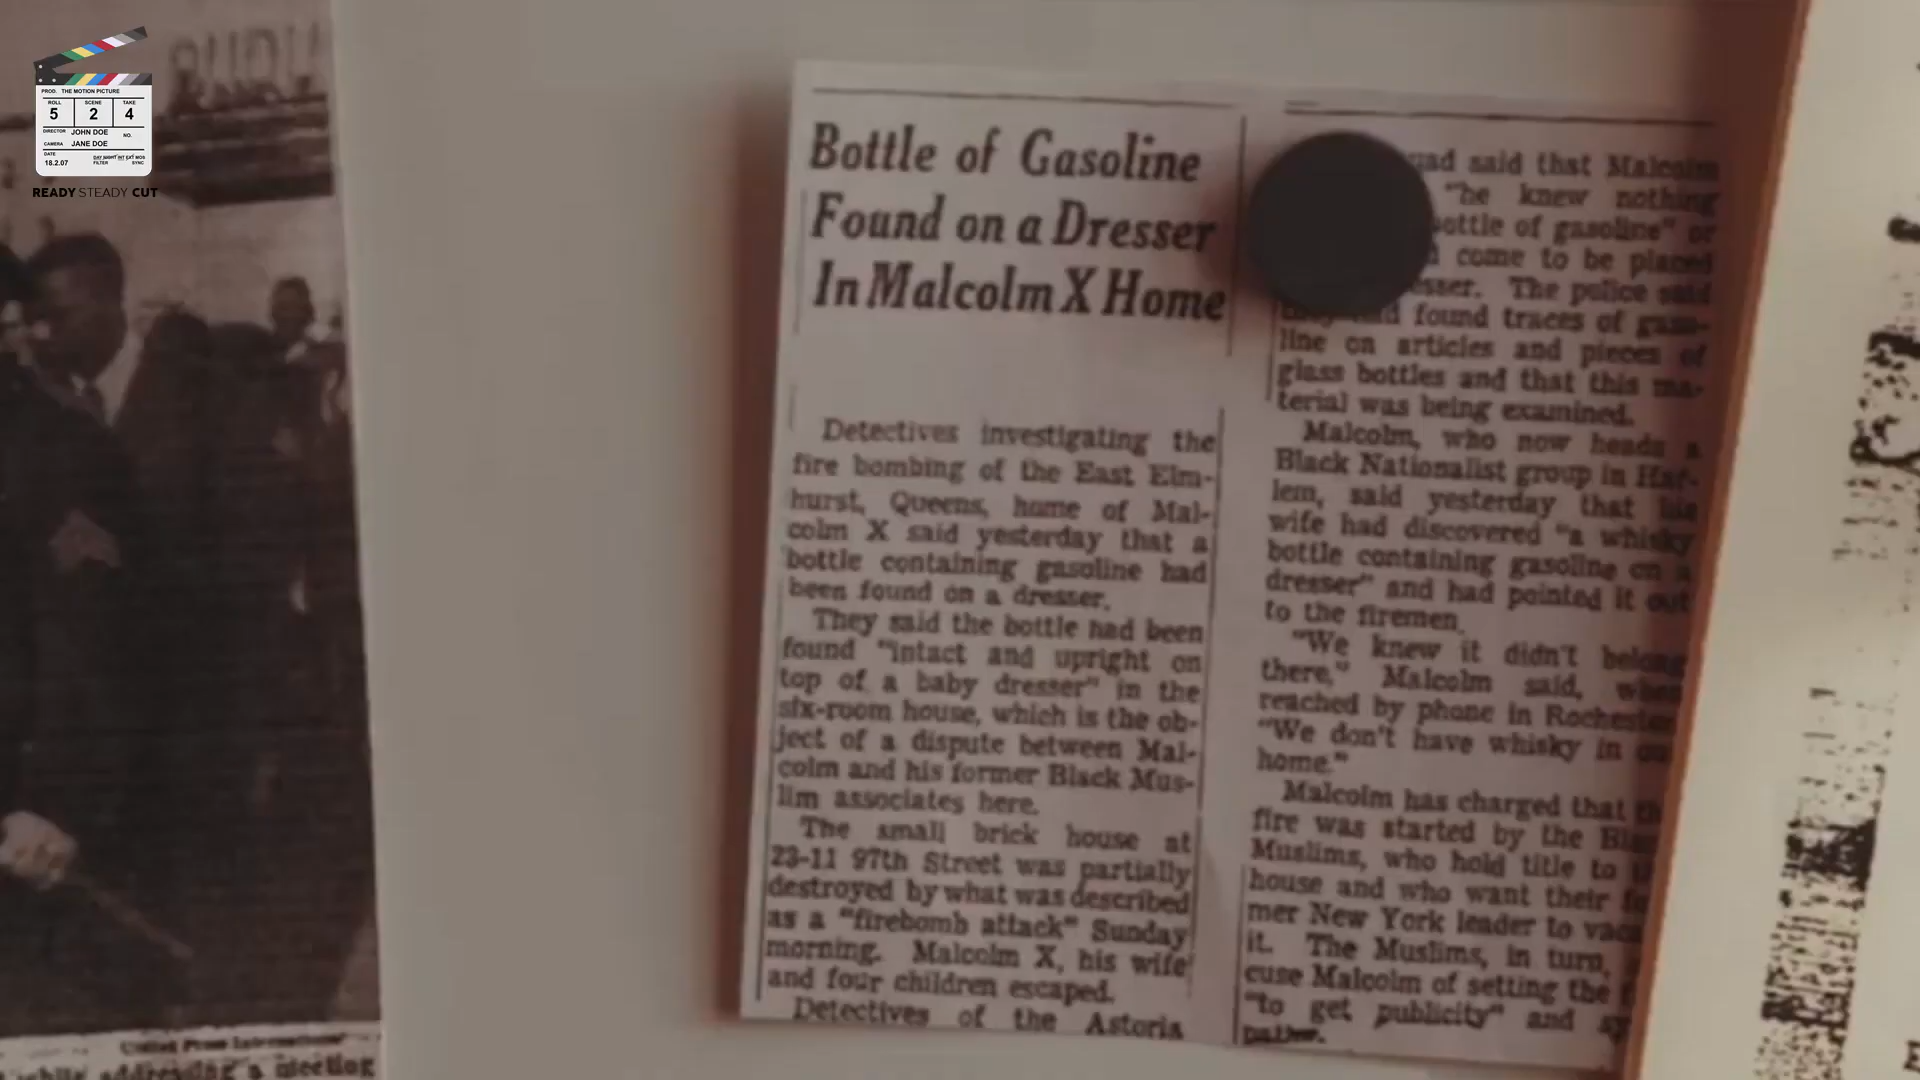 PROD. THE MOTION PICTURE
ROLL SCENE TAKE
5 2 4
DIRECTOR JOHN DOE NO.
CAMERA JANE DOE
DATE DAY NIGHT INT EXT MOS
18.2.07 FILTER SYNC
READY STEADY CUT
United Press International
while addressing a meeting
Bottle of Gasoline
Found on a Dresser
In Malcolm X Home
Detectives investigating the
fire bombing of the East Elm-
hurst, Queens, home of Mal-
colm X said yesterday that a
bottle containing gasoline had
been found on a dresser.
They said the bottle had been
found "intact and upright on
top of a baby dresser" in the
six-room house, which is the ob-
ject of a dispute between Mal-
colm and his former Black Mus-
lim associates here.
The small brick house at
23-11 97th Street was partially
destroyed by what was described
as a "firebomb attack" Sunday
morning. Malcolm X, his wife
and four children escaped.
Detectives of the Astoria
said that Malcolm
"he knew nothing
bottle of gasoline" or
come to be placed
The police said
found traces of gaso-
line on articles and pieces of
glass bottles and that this ma-
terial was being examined.
Malcolm, who now heads a
Black Nationalist group in Har-
lem, said yesterday that his
wife had discovered "a whisky
bottle containing gasoline on a
dresser" and had pointed it out
to the firemen.
"We knew it didn't belong
there," Malcolm said, when
reached by phone in Rochester.
"We don't have whisky in our
home."
Malcolm has charged that
fire was started by the
Muslims, who hold title to
house and who want their
mer New York leader to
it. The Muslims, in turn,
cuse Malcolm of setting the
"to get publicity" and